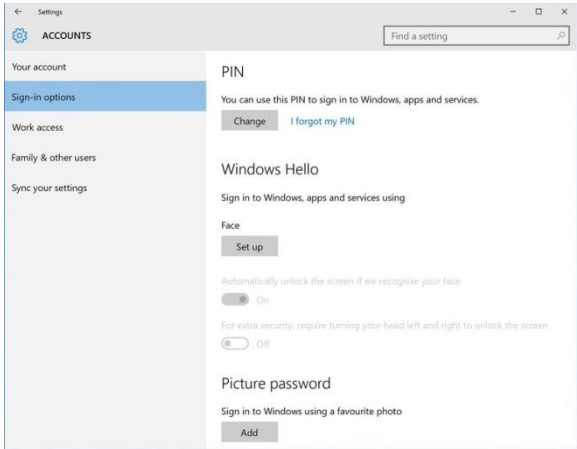 Settings
ACCOUNTS
Find a setting
Your account
Sign-in options
Work access
Family & other users
Sync your settings
PIN
You can use this PIN to sign in to Windows, apps and services.
Change I forgot my PIN
Windows Hello
Sign in to Windows, apps and services using
Face
Set up
Automatically unlock the screen if we recognise your face
On
For extra security, require turning your head left and right to unlock the screen
Off
Picture password
Sign in to Windows using a favourite photo
Add